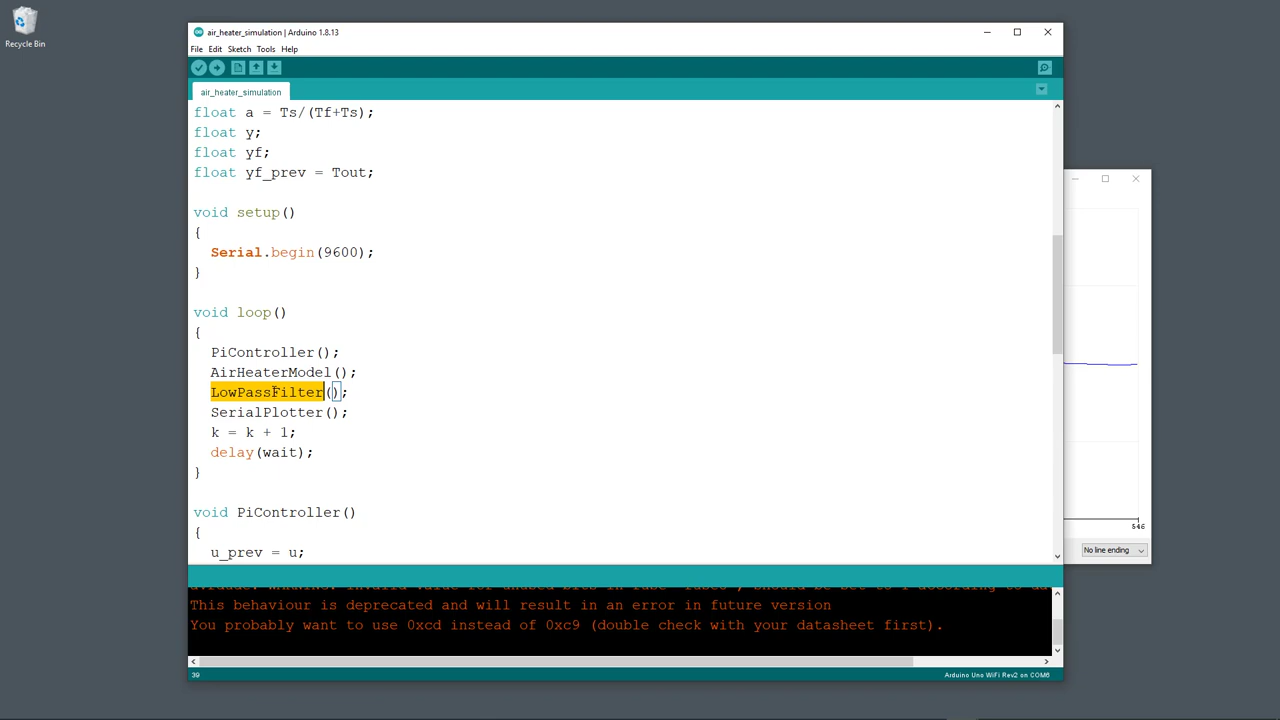 Recycle Bin
air_heater_simulation | Arduino 1.8.13
File Edit Sketch Tools Help
air_heater_simulation
float a = Ts/(Tf+Ts);
float y;
float yf;
float yf_prev = Tout;
void setup()
{
Serial.begin(9600);
}
void loop()
{
PiController();
AirHeaterModel();
LowPassFilter();
SerialPlotter();
k = k + 1;
delay(wait);
}
void PiController()
{
u_prev = u;
546
No line ending
This behaviour is deprecated and will result in an error in future version
You probably want to use 0xcd instead of 0xc9 (double check with your datasheet first).
39
Arduino Uno WiFi Rev2 on COM6